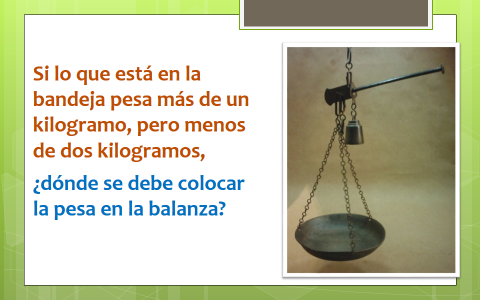 Si lo que está en la
bandeja pesa más de un
kilogramo, pero menos
de dos kilogramos,
¿dónde se debe colocar
la pesa en la balanza?